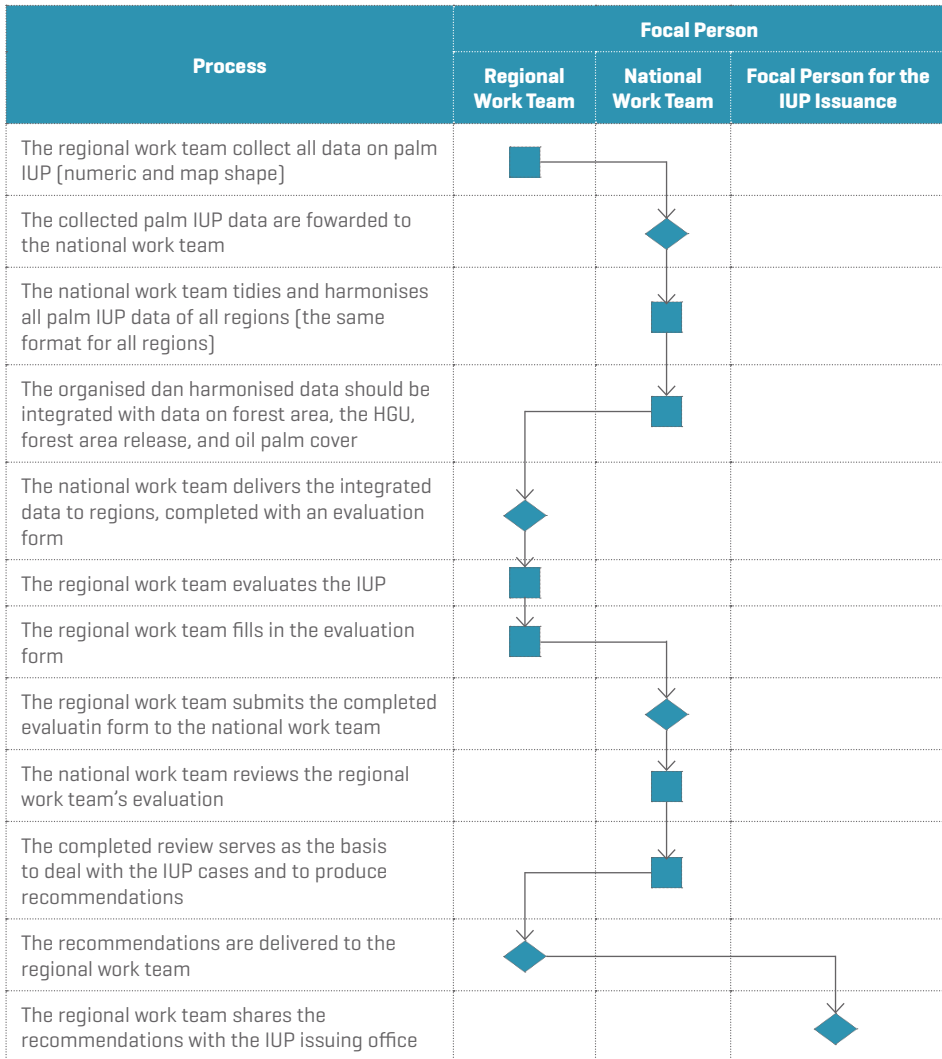 Process
Focal Person
Regional
Work Team
National
Work Team
Focal Person for the
IUP Issuance
The regional work team collect all data on palm
IUP (numeric and map shape)
The collected palm IUP data are fowarded to
the national work team
The national work team tidies and harmonises
all palm IUP data of all regions (the same
format for all regions)
The organised dan harmonised data should be
integrated with data on forest area, the HGU,
forest area release, and oil palm cover
The national work team delivers the integrated
data to regions, completed with an evaluation
form
The regional work team evaluates the IUP
The regional work team fills in the evaluation
form
The regional work team submits the completed
evaluatin form to the national work team
The national work team reviews the regional
work team’s evaluation
The completed review serves as the basis
to deal with the IUP cases and to produce
recommendations
The recommendations are delivered to the
regional work team
The regional work team shares the
recommendations with the IUP issuing office